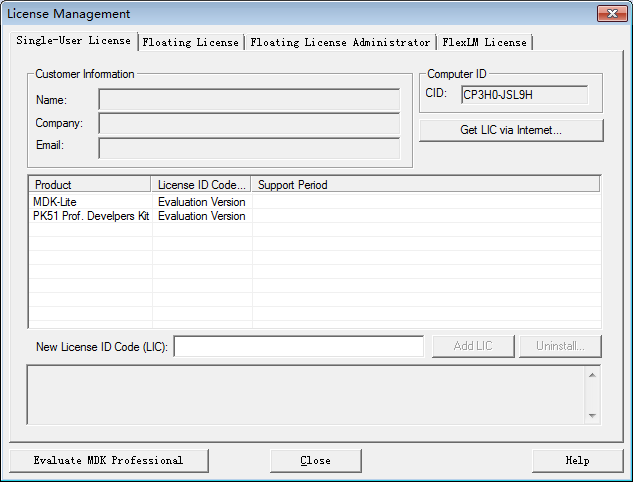 License Management
Single-User License Floating License Floating License Administrator FlexLM License
Customer Information
Name:
Company:
Email:
Computer ID
CID: CP3H0-JSL9H
Get LIC via Internet...
Product License ID Code... Support Period
MDK-Lite Evaluation Version
PK51 Prof. Develpers Kit Evaluation Version
New License ID Code (LIC): Add LIC Uninstall...
Evaluate MDK Professional Close Help